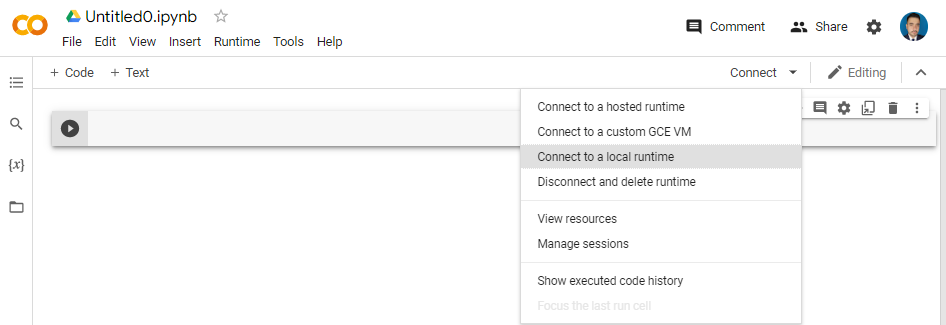 Untitled0.ipynb
File Edit View Insert Runtime Tools Help
Comment Share
+ Code + Text
Connect Editing
{x}
Connect to a hosted runtime
Connect to a custom GCE VM
Connect to a local runtime
Disconnect and delete runtime
View resources
Manage sessions
Show executed code history
Focus the last run cell